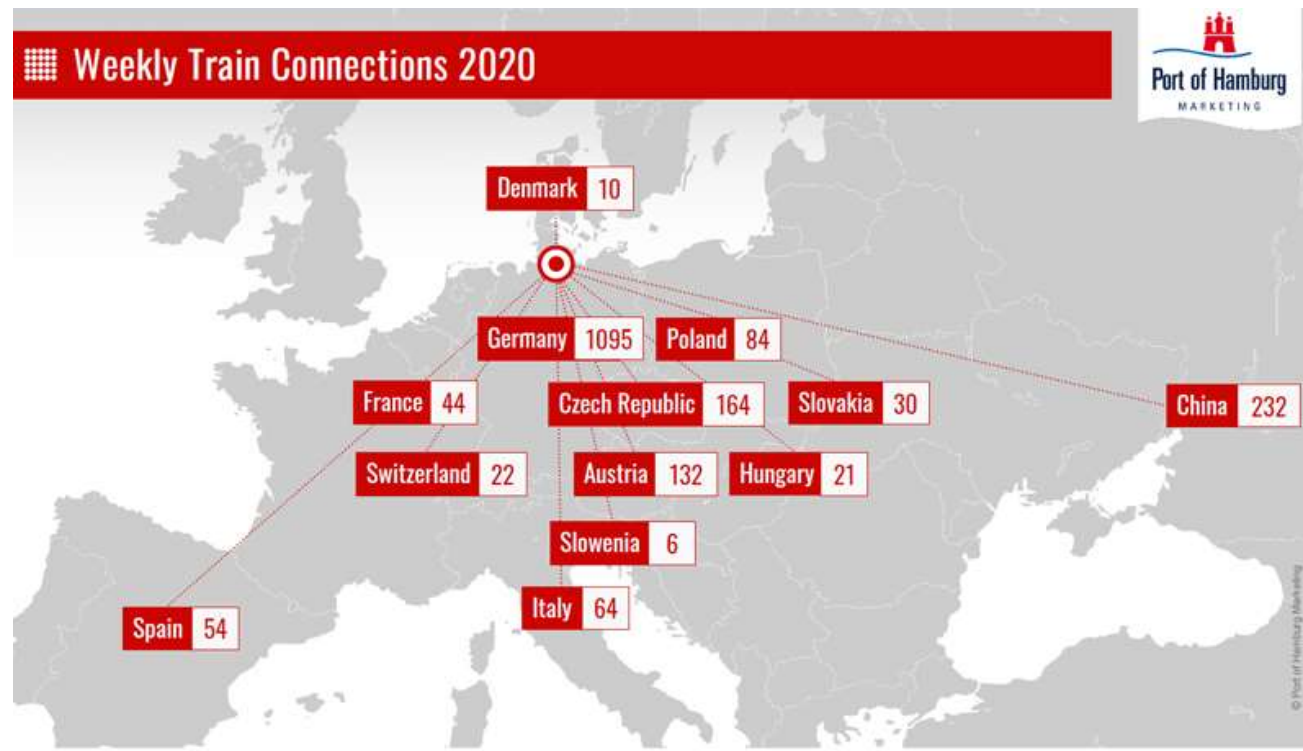 Weekly Train Connections 2020
Port of Hamburg
MARKETING
Denmark 10
Germany 1095
Poland 84
France 44
Czech Republic 164
Slovakia 30
China 232
Switzerland 22
Austria 132
Hungary 21
Slowenia 6
Italy 64
Spain 54
© Port of Hamburg Marketing